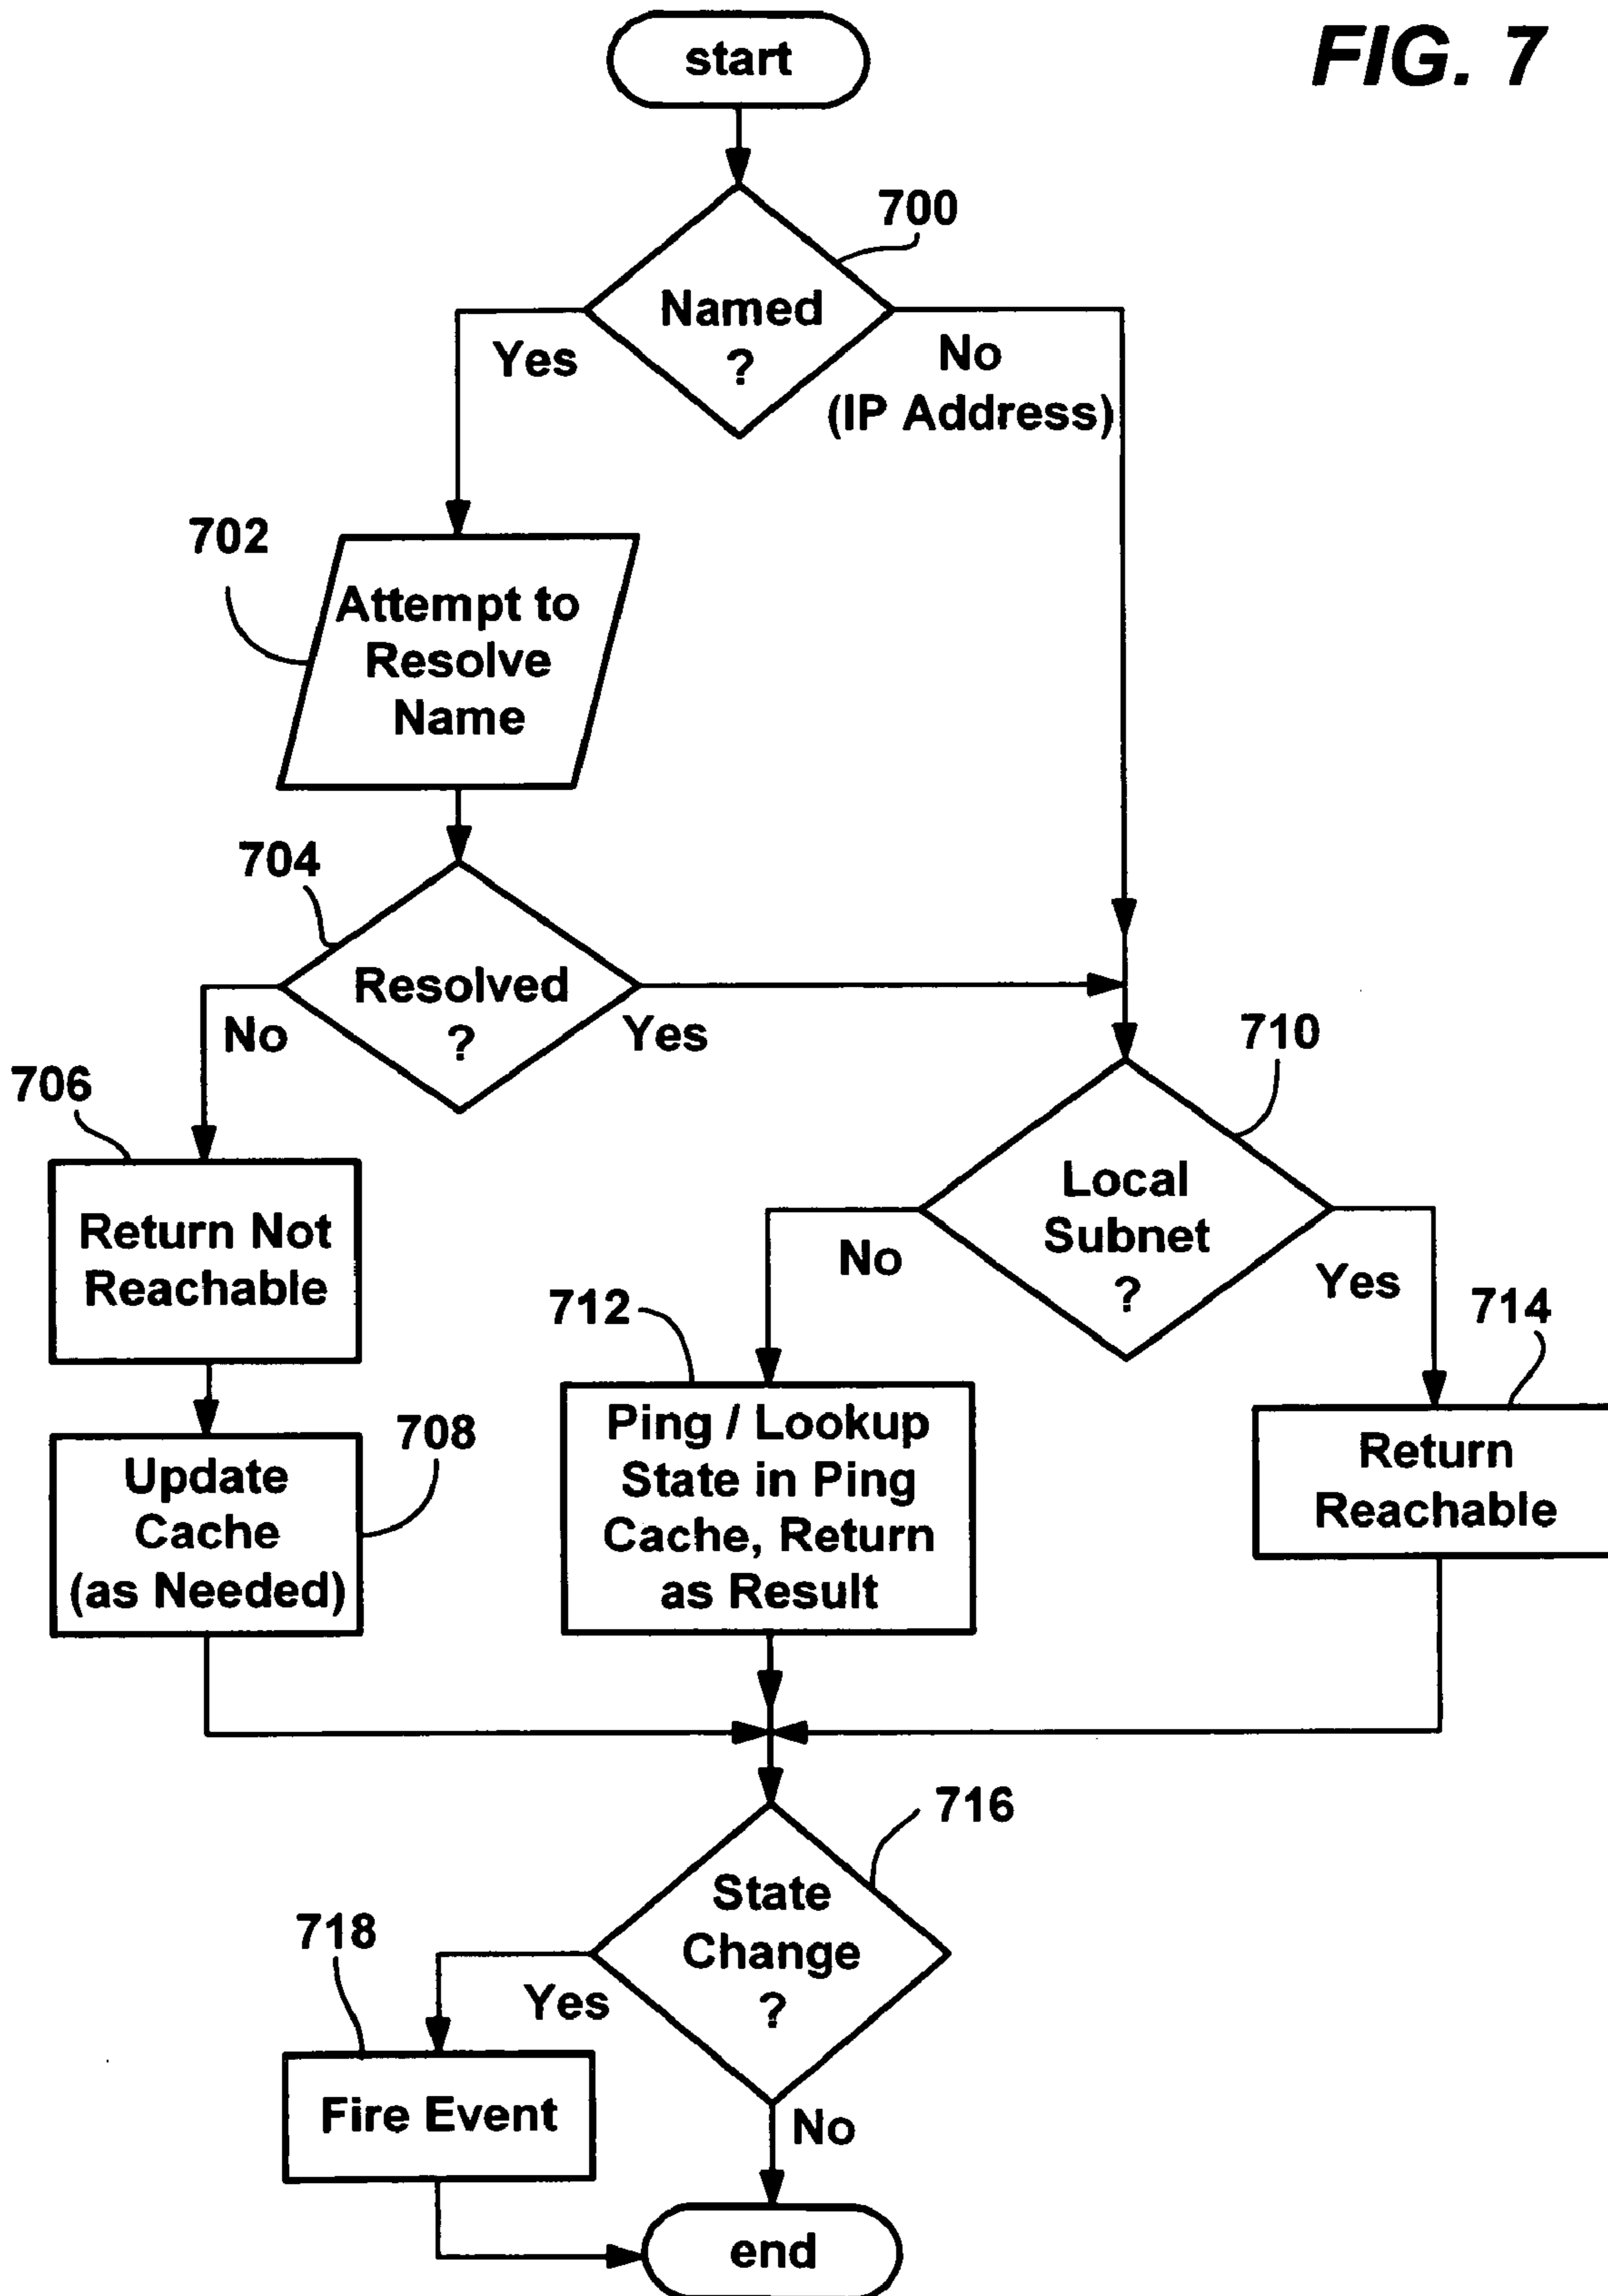 FIG. 7
start
700
Named
?
Yes
No
(IP Address)
702
Attempt to
Resolve
Name
704
Resolved
?
No
Yes
706
Return Not
Reachable
708
Update
Cache
(as Needed)
710
Local
Subnet
?
No
Yes
712
Ping / Lookup
State in Ping
Cache, Return
as Result
714
Return
Reachable
716
State
Change
?
Yes
No
718
Fire Event
end